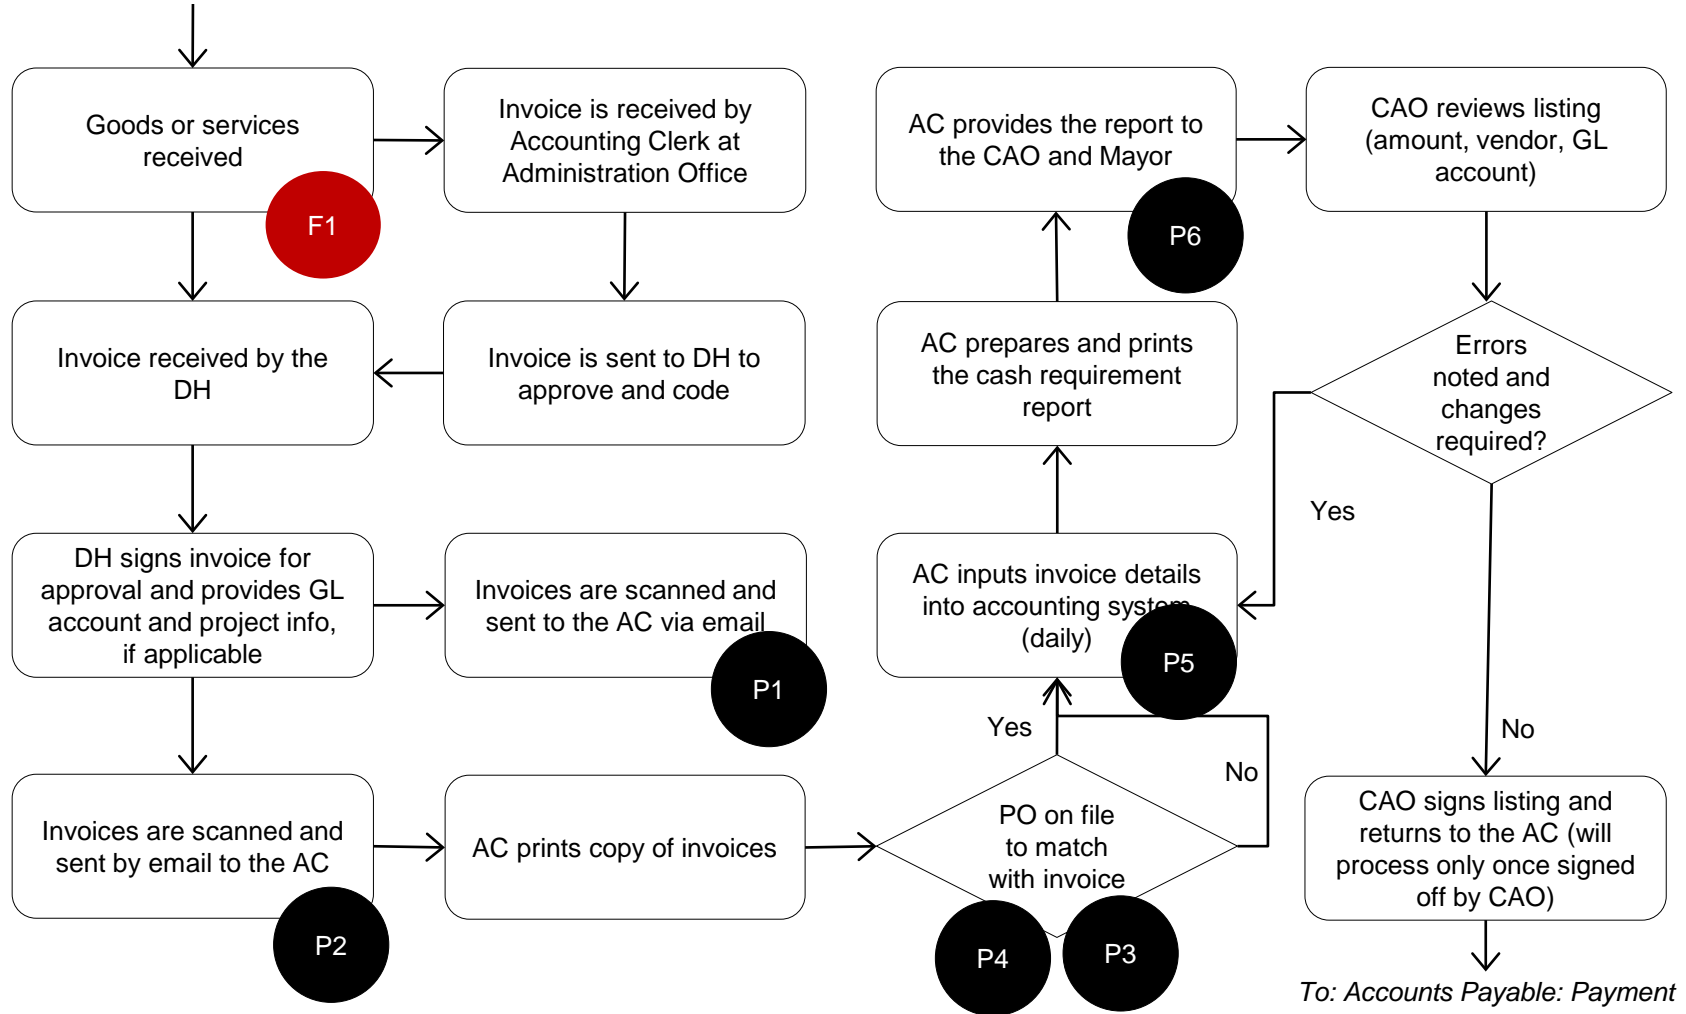 Goods or services
received
F1
Invoice is received by
Accounting Clerk at
Administration Office
AC provides the report to
the CAO and Mayor
P6
CAO reviews listing
(amount, vendor, GL
account)
Invoice received by the
DH
Invoice is sent to DH to
approve and code
AC prepares and prints
the cash requirement
report
Errors
noted and
changes
required?
Yes
No
DH signs invoice for
approval and provides GL
account and project info,
if applicable
Invoices are scanned and
sent to the AC via email
P1
AC inputs invoice details
into accounting system
(daily)
P5
Yes
No
Invoices are scanned and
sent by email to the AC
P2
AC prints copy of invoices
PO on file
to match
with invoice
P4
P3
CAO signs listing and
returns to the AC (will
process only once signed
off by CAO)
To: Accounts Payable: Payment